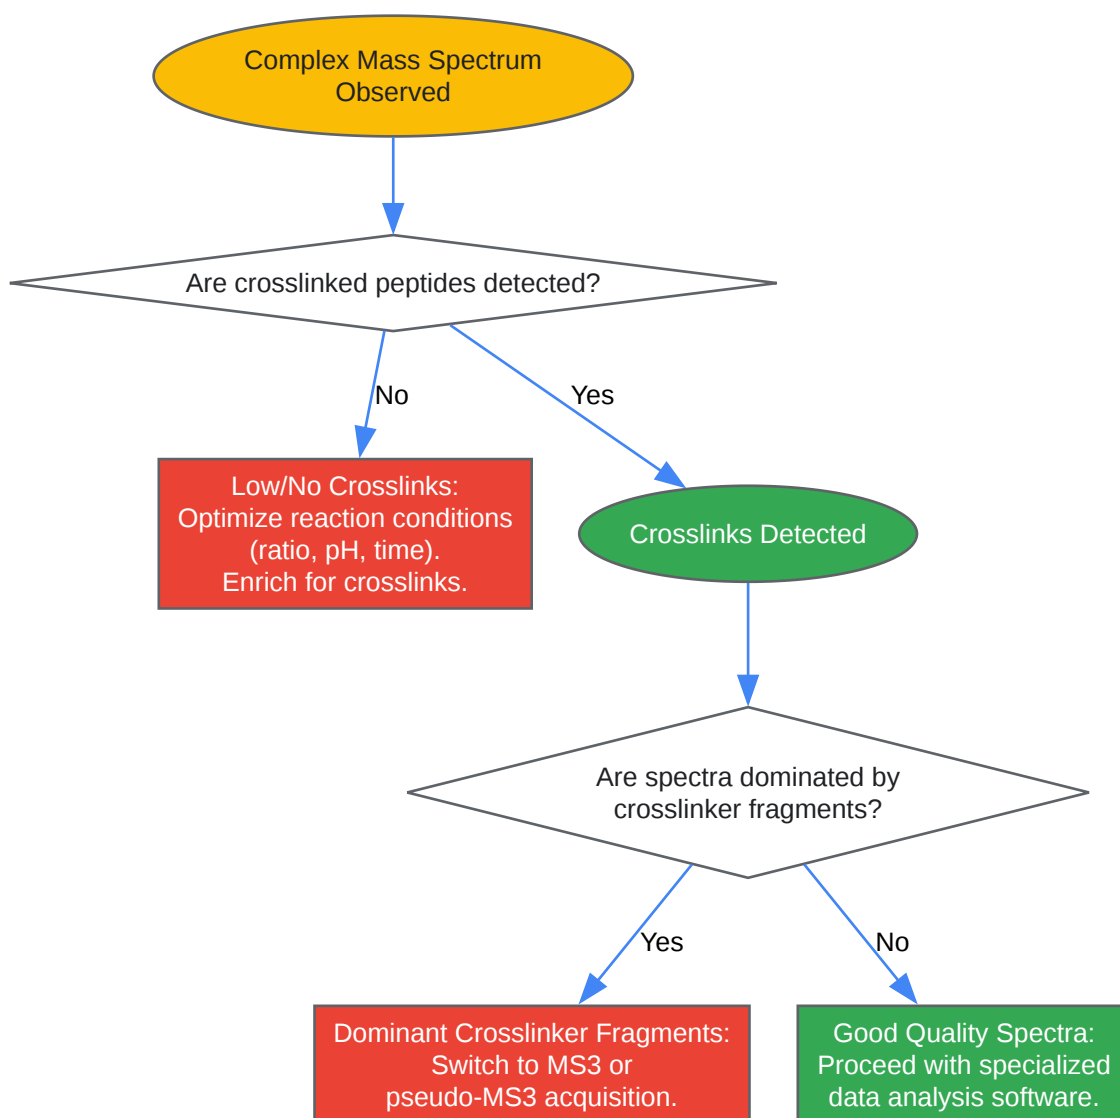 Complex Mass Spectrum
Observed
Are crosslinked peptides detected?
No
Yes
Low/No Crosslinks:
Optimize reaction conditions
(ratio, pH, time).
Enrich for crosslinks.
Crosslinks Detected
Are spectra dominated by
crosslinker fragments?
Yes
No
Dominant Crosslinker Fragments:
Switch to MS3 or
pseudo-MS3 acquisition.
Good Quality Spectra:
Proceed with specialized
data analysis software.